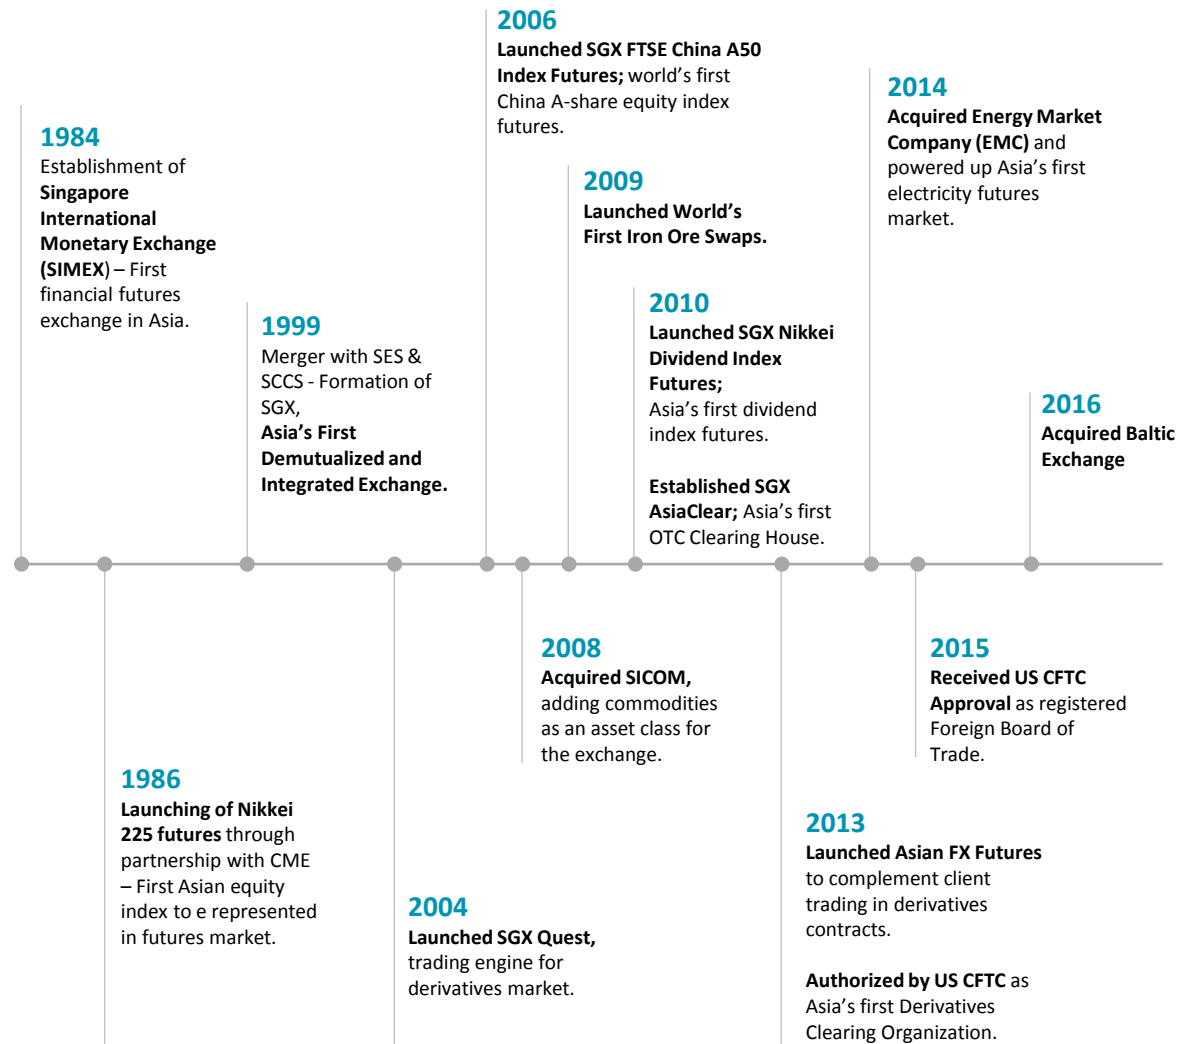 2006
Launched SGX FTSE China A50
Index Futures; world's first
China A-share equity index
futures.
2014
Acquired Energy Market
Company (EMC) and
powered up Asia's first
electricity futures
market.
1984
Establishment of
Singapore
International
Monetary Exchange
(SIMEX) – First
financial futures
exchange in Asia.
2009
Launched World's
First Iron Ore Swaps.
2010
Launched SGX Nikkei
Dividend Index
Futures;
Asia's first dividend
index futures.
Established SGX
AsiaClear; Asia's first
OTC Clearing House.
1999
Merger with SES &
SCCS - Formation of
SGX,
Asia's First
Demutualized and
Integrated Exchange.
2016
Acquired Baltic
Exchange
2008
Acquired SICOM,
adding commodities
as an asset class for
the exchange.
2015
Received US CFTC
Approval as registered
Foreign Board of
Trade.
1986
Launching of Nikkei
225 futures through
partnership with CME
– First Asian equity
index to e represented
in futures market.
2004
Launched SGX Quest,
trading engine for
derivatives market.
2013
Launched Asian FX Futures
to complement client
trading in derivatives
contracts.
Authorized by US CFTC as
Asia's first Derivatives
Clearing Organization.